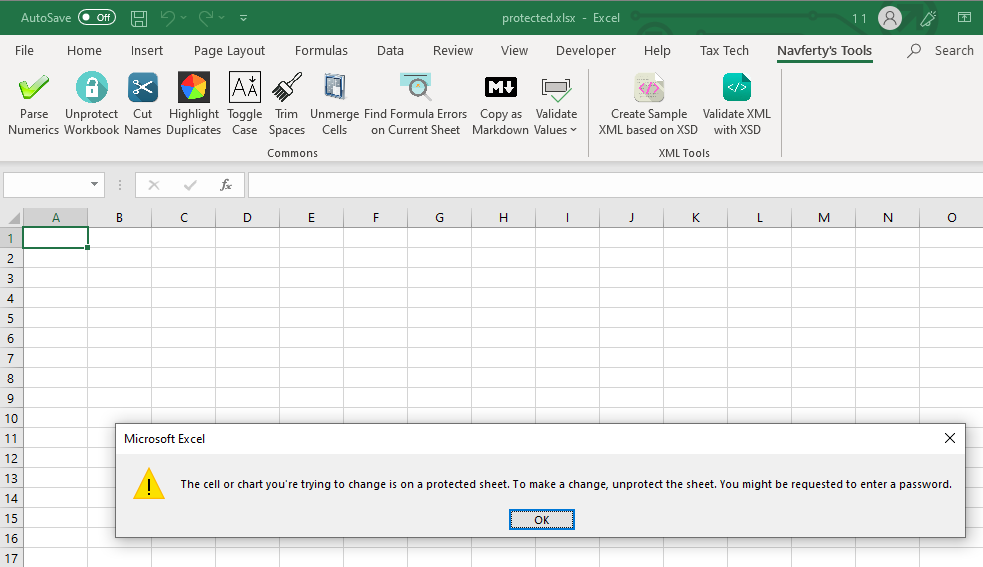 AutoSave Off protected.xlsx - Excel 1 1
File Home Insert Page Layout Formulas Data Review View Developer Help Tax Tech Navferty's Tools Search
Parse Unprotect Cut Highlight Toggle Trim Unmerge Find Formula Errors Copy as Validate Create Sample Validate XML
Numerics Workbook Names Duplicates Case Spaces Cells on Current Sheet Markdown Values XML based on XSD with XSD
Commons XML Tools
fx
A B C D E F G H I J K L M N O
1
2
3
4
5
6
7
8
9
10
11 Microsoft Excel
12
13 The cell or chart you're trying to change is on a protected sheet. To make a change, unprotect the sheet. You might be requested to enter a password.
14
15 OK
16
17